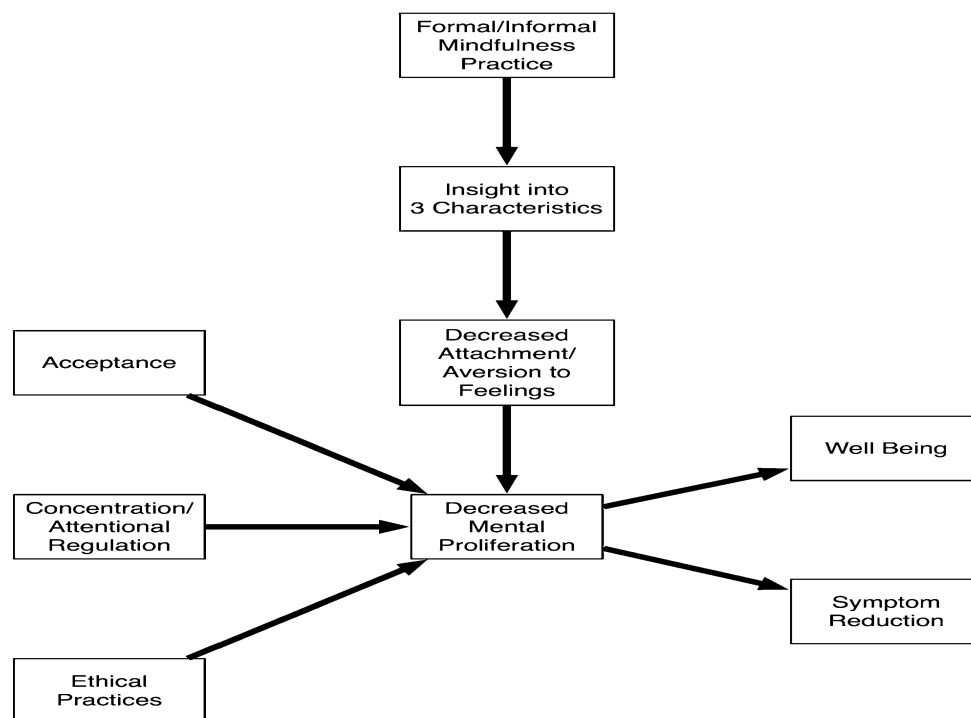 Formal/Informal
Mindfulness
Practice
Insight into
3 Characteristics
Decreased
Attachment/
Aversion to
Feelings
Acceptance
Well Being
Concentration/
Attentional
Regulation
Decreased
Mental
Proliferation
Symptom
Reduction
Ethical
Practices